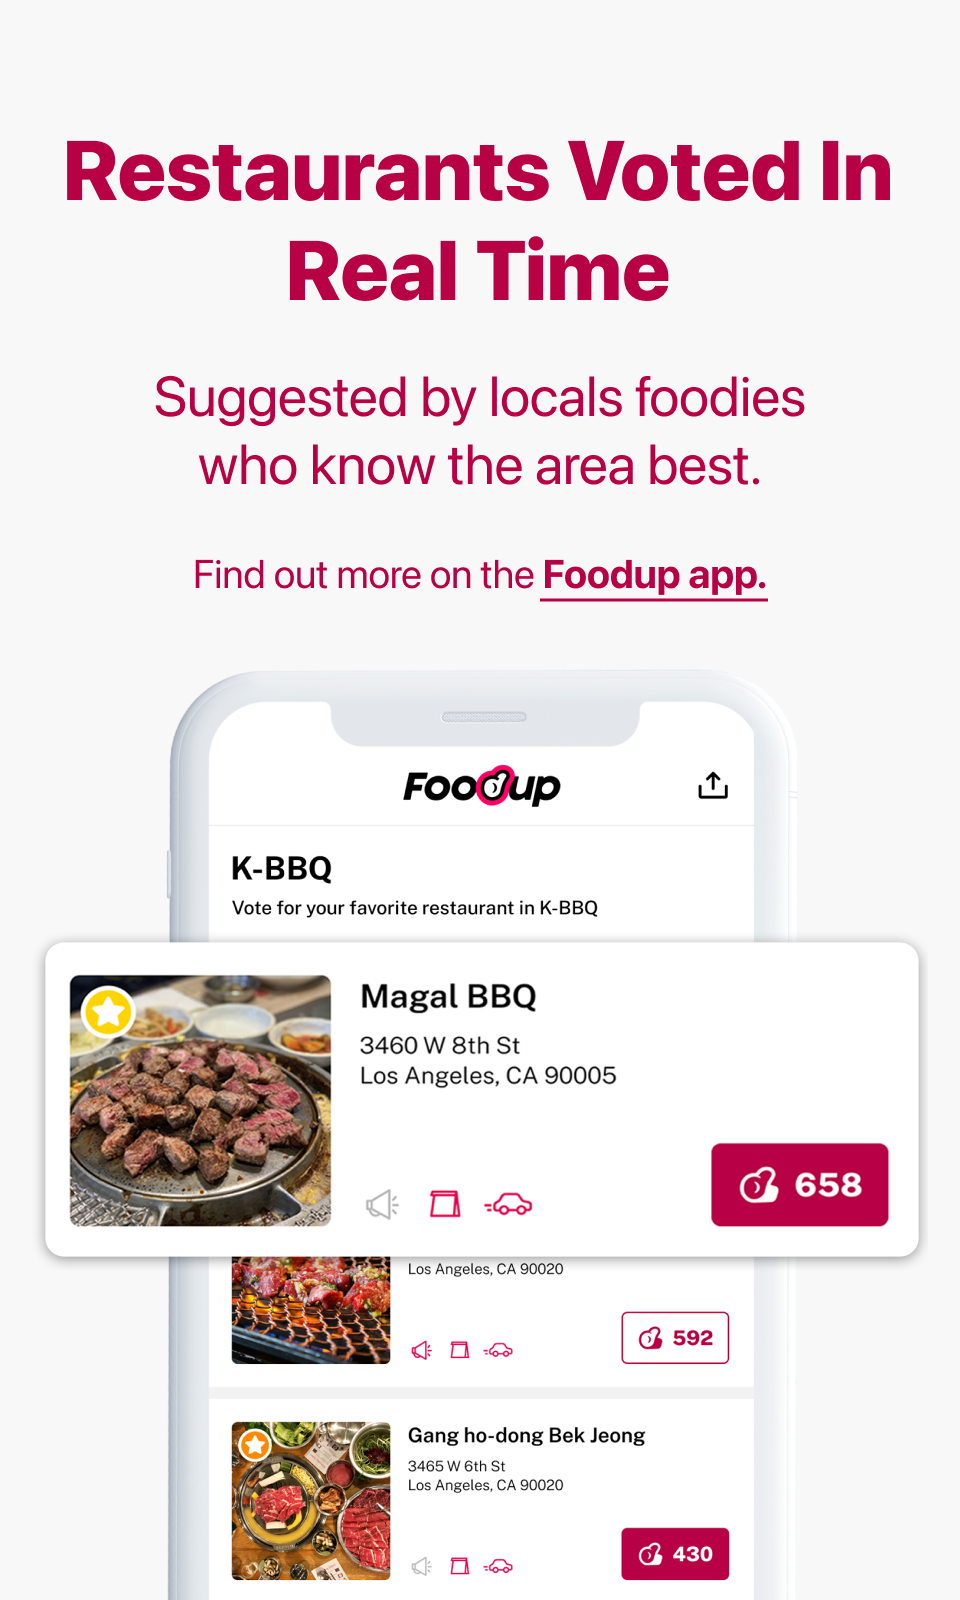 Restaurants Voted In
Real Time
Suggested by locals foodies
who know the area best.
Find out more on the Foodup app.
Foodup
K-BBQ
Vote for your favorite restaurant in K-BBQ
Magal BBQ
3460 W 8th St
Los Angeles, CA 90005
658
Los Angeles, CA 90020
592
Gang ho-dong Bek Jeong
3465 W 6th St
Los Angeles, CA 90020
430